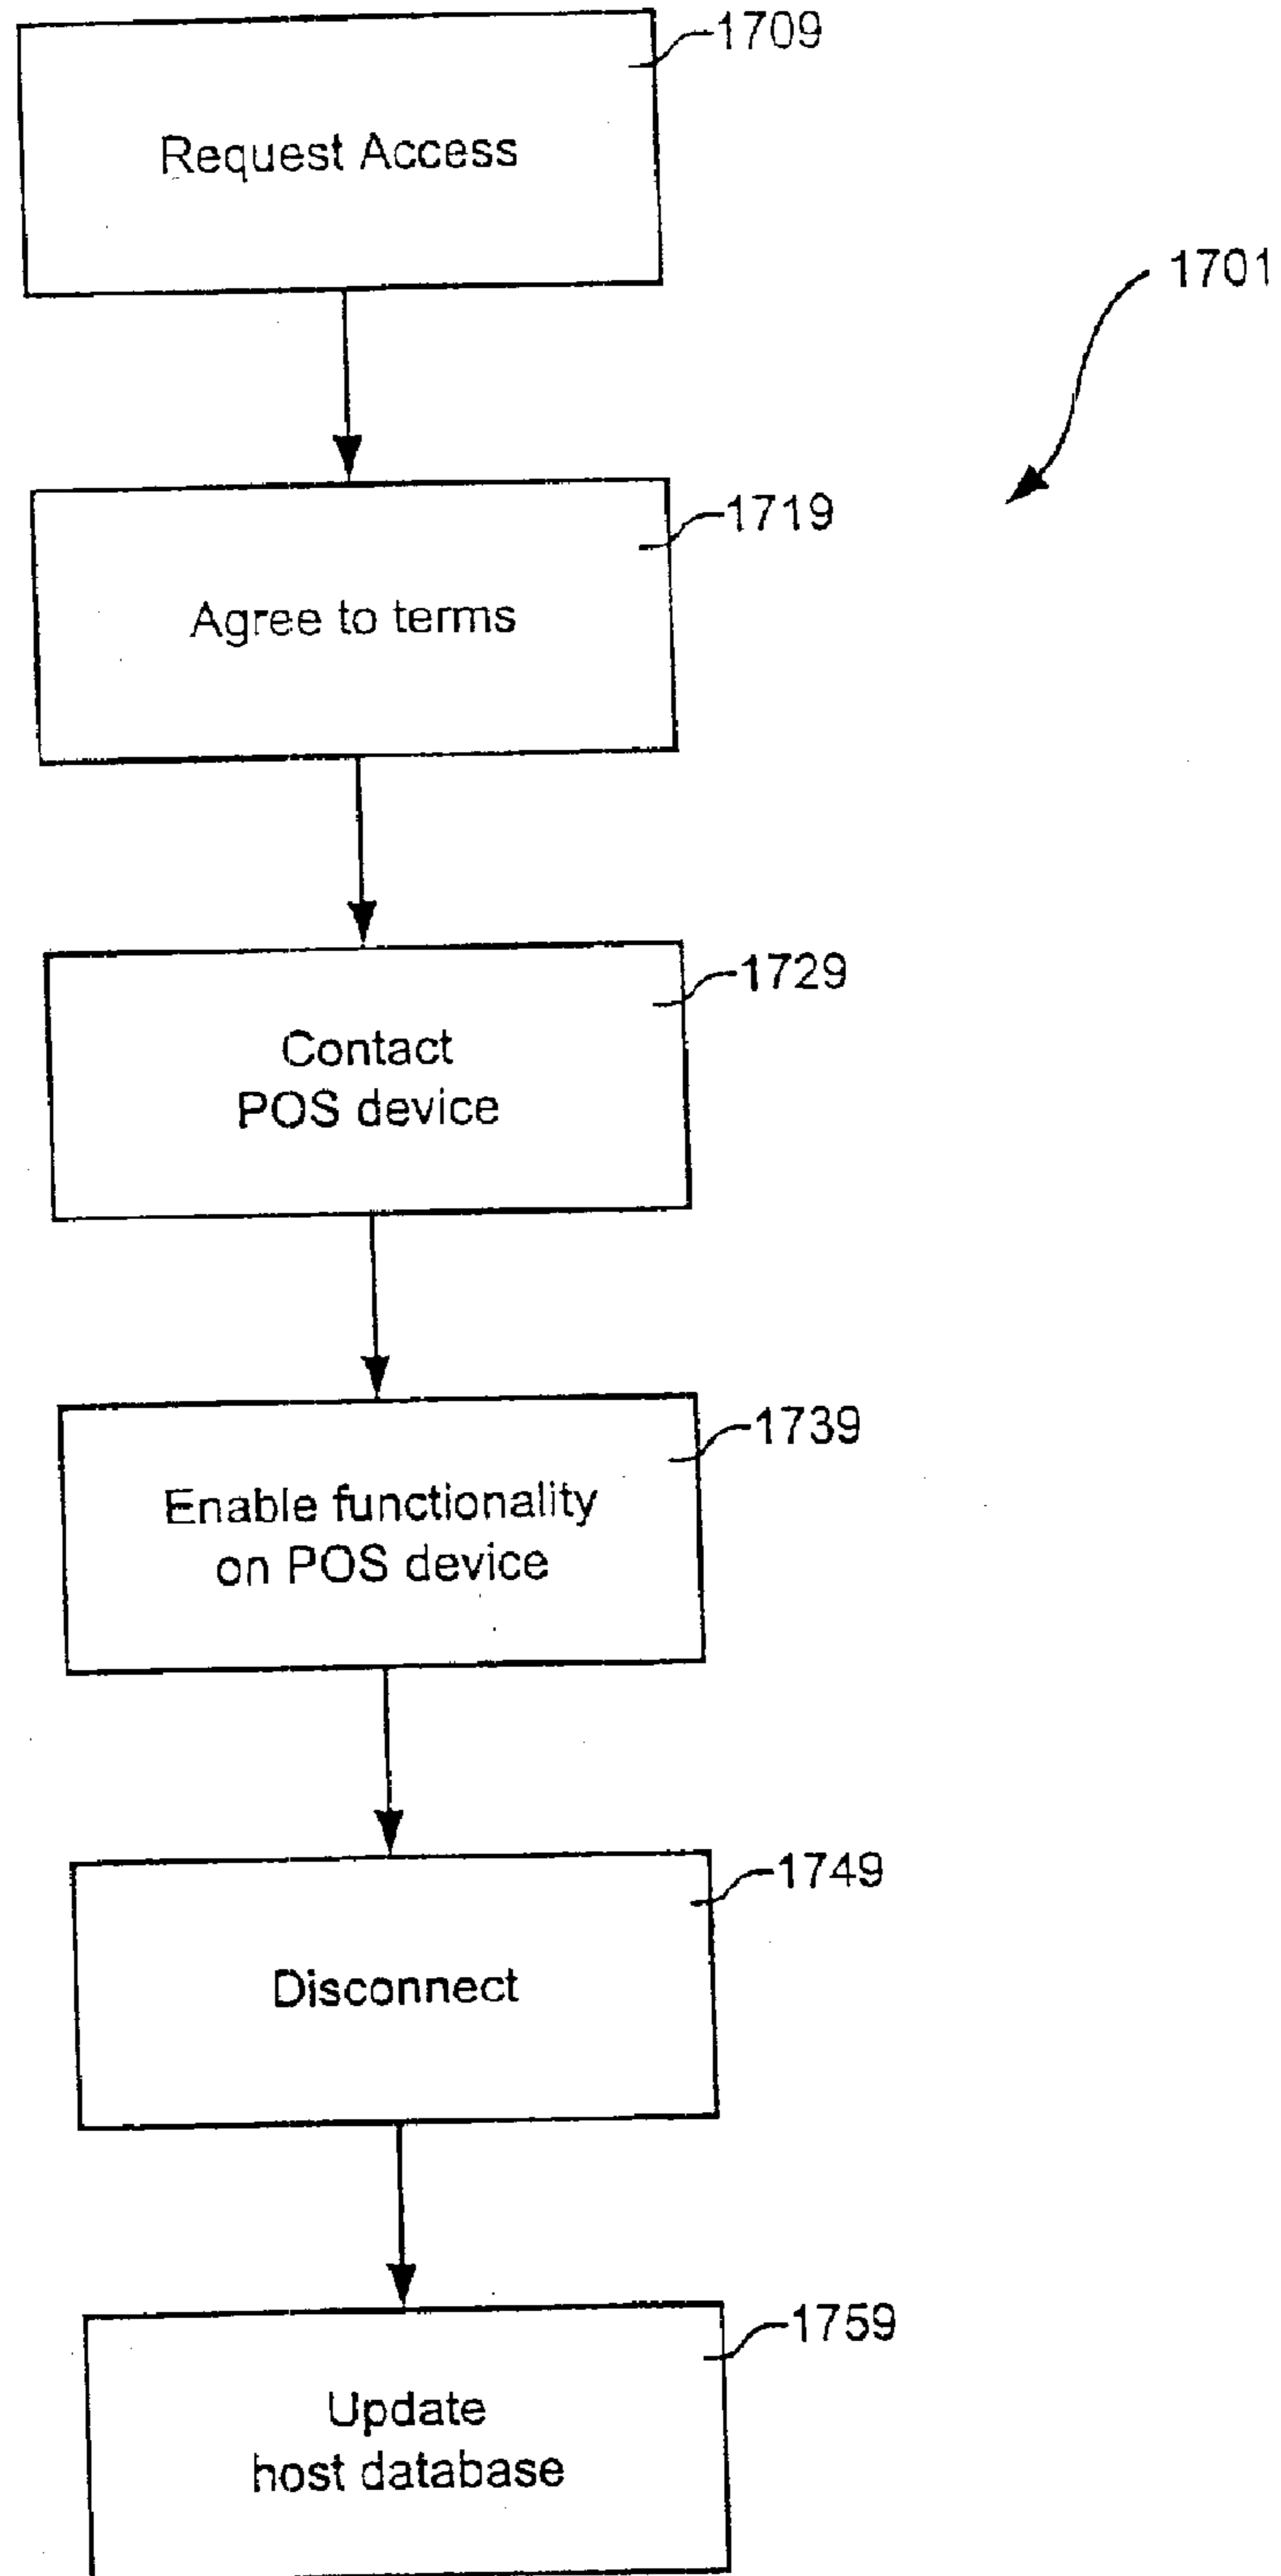 1709
Request Access
1701
1719
Agree to terms
1729
Contact
POS device
1739
Enable functionality
on POS device
1749
Disconnect
1759
Update
host database